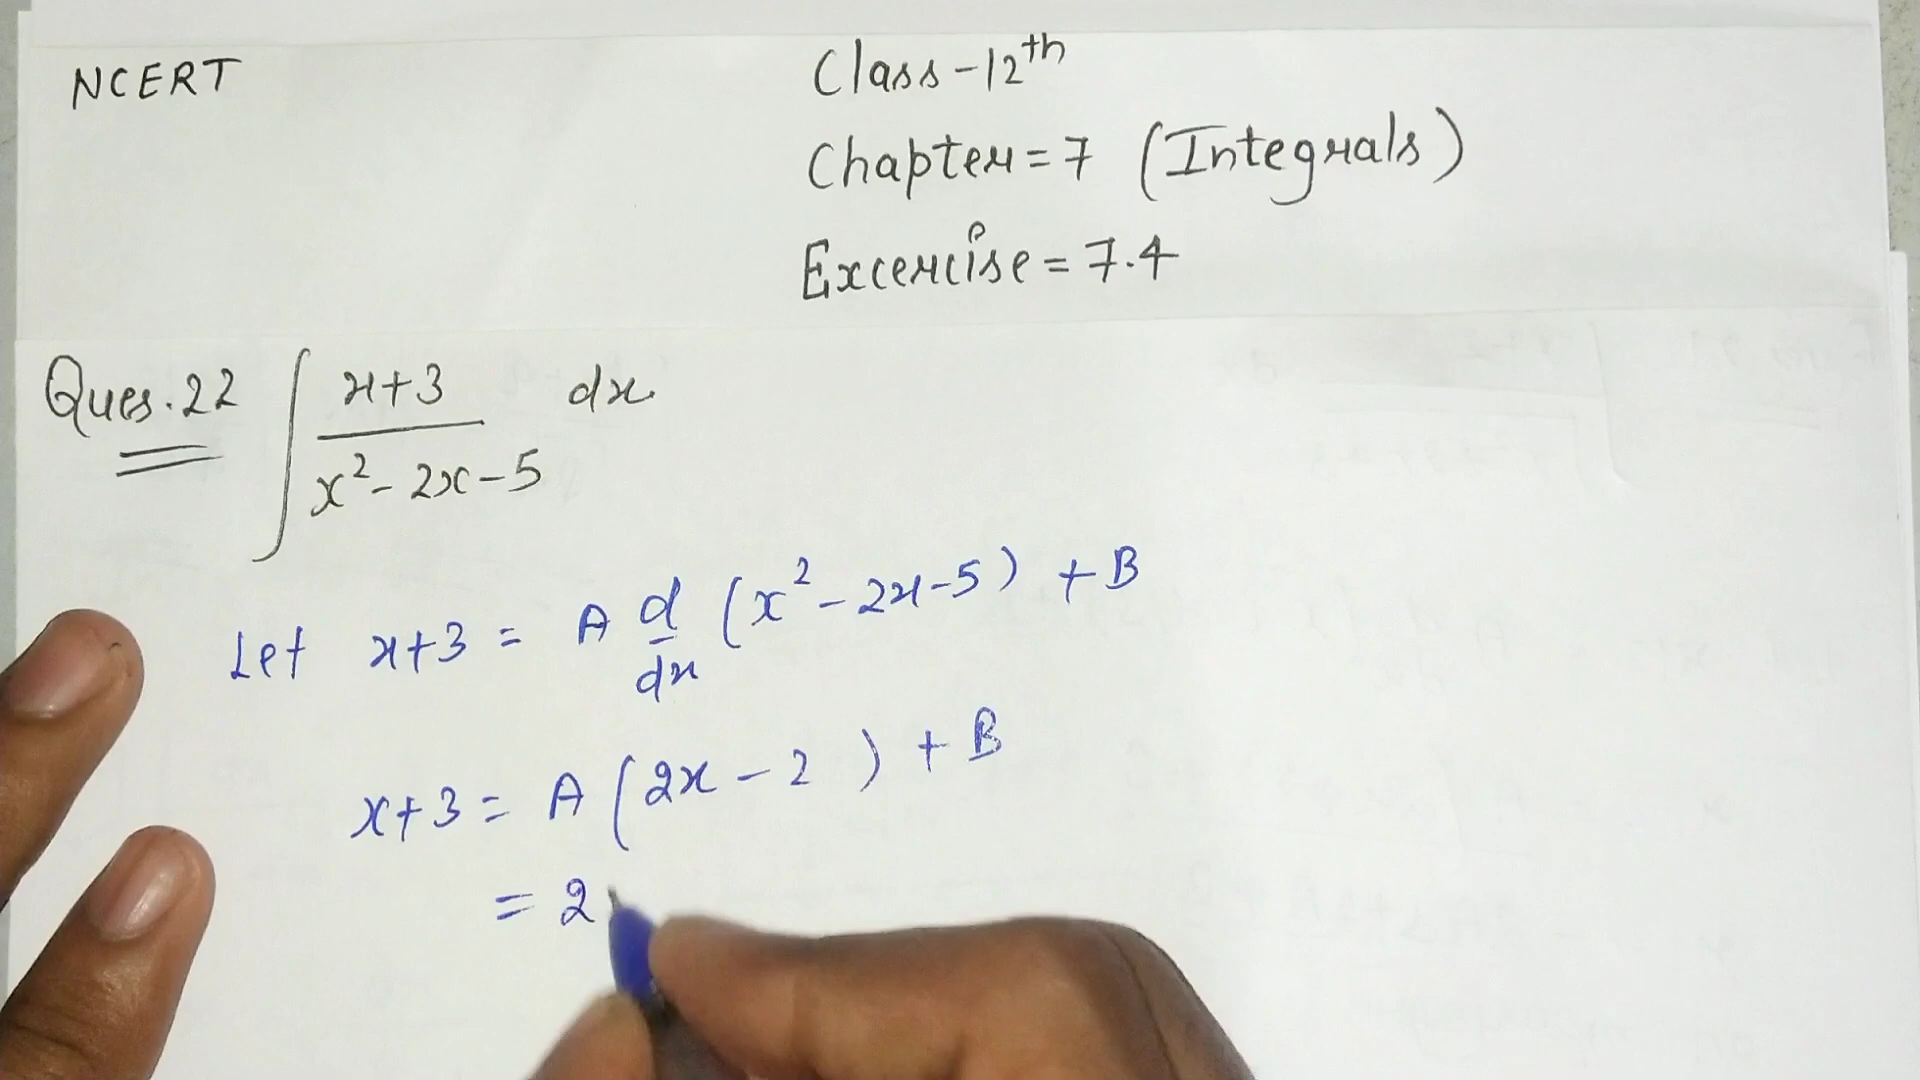 NCERT
Class-12th
Chapter=7 (Integrals)
Excercise=7.4
Ques.22 ∫ x+3 / x²-2x-5 dx
Let x+3 = A d/dx (x²-2x-5) + B
x+3 = A (2x-2) + B
= 2